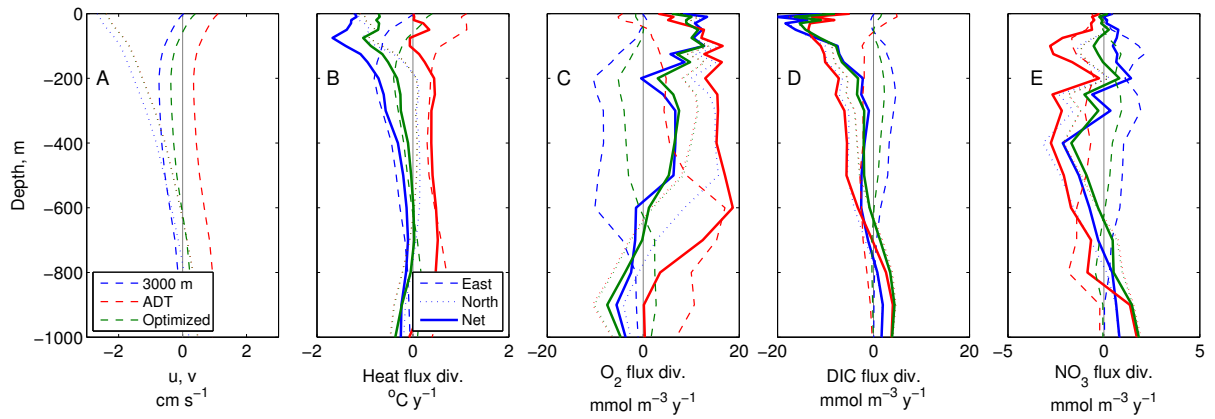 0
−200
−400
−600
−800
−1000
Depth, m
A
3000 m
ADT
Optimized
−2 0 2
u, v
cm s−1
B
East
North
Net
−2 0 2
Heat flux div.
oC y−1
C
−20 0 20
O2 flux div.
mmol m−3 y−1
D
−20 0 20
DIC flux div.
mmol m−3 y−1
E
−5 0 5
NO3 flux div.
mmol m−3 y−1